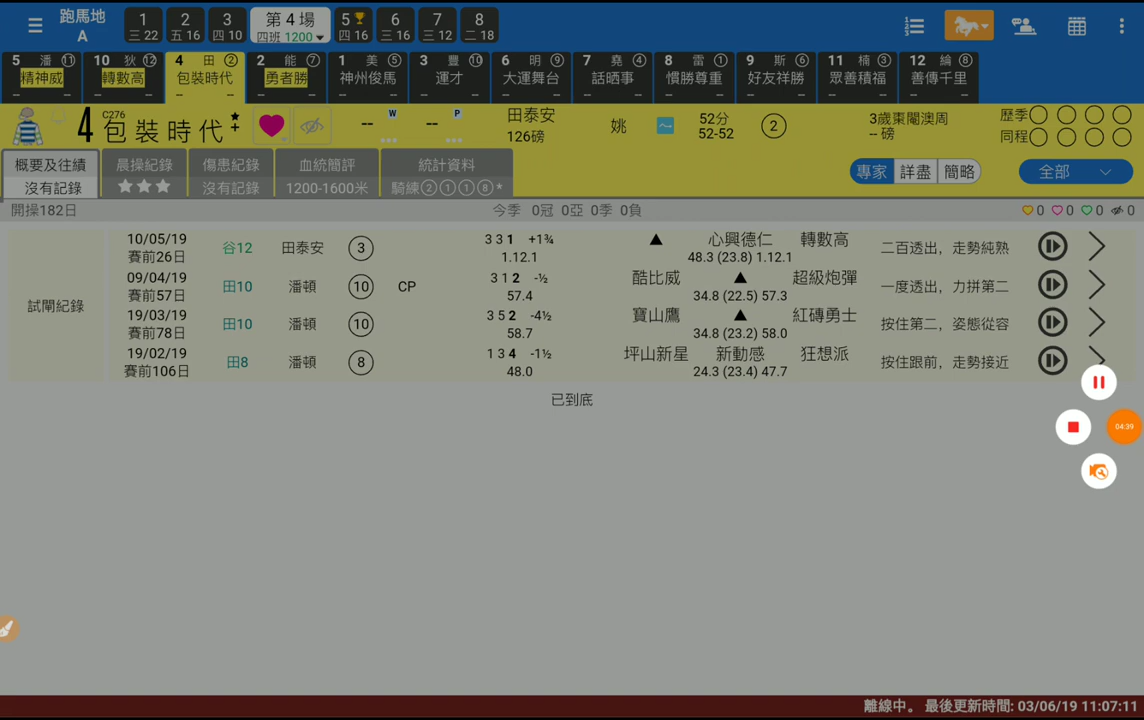 跑馬地
A
1
三 22
2
五 16
3
四 10
第 4 場
四班 1200
5
四 16
6
三 16
7
三 12
8
二 18
5 潘 ⑪
精神威
–  –
10 狄 ⑫
轉數高
–  –
4 田 ②
包裝時代
–  –
2 能 ⑦
勇者勝
–  –
1 美 ⑤
神州俊馬
–  –
3 豐 ⑩
運才
–  –
6 明 ⑨
大運舞台
–  –
7 堯 ④
話晒事
–  –
8 雷 ①
慣勝尊重
–  –
9 斯 ⑥
好友祥勝
–  –
11 楠 ③
眾善積福
–  –
12 綸 ⑧
善傳千里
–  –
4 C276
包裝時代 ★ +
-- W
-- P
田泰安
126磅
姚
52分
52-52
②
3歲東閹澳周
-- 磅
歷季
同程
概要及往績
沒有記錄
晨操紀錄
★★★
傷患紀錄
沒有記錄
血統簡評
1200-1600米
統計資料
騎練②①①⑧*
專家 詳盡 簡略
全部
開操182日
今季 0冠 0亞 0季 0負
0 0 0 0
試閘紀錄
10/05/19
賽前26日
谷12 田泰安 ③
3 3 1 +1¾
1.12.1
▲ 心興德仁 轉數高
48.3 (23.8) 1.12.1
二百透出，走勢純熟
09/04/19
賽前57日
田10 潘頓 ⑩ CP
3 1 2 -½
57.4
酷比威 ▲ 超級炮彈
34.8 (22.5) 57.3
一度透出，力拼第二
19/03/19
賽前78日
田10 潘頓 ⑩
3 5 2 -4½
58.7
寶山鷹 ▲ 紅磚勇士
34.8 (23.2) 58.0
按住第二，姿態從容
19/02/19
賽前106日
田8 潘頓 ⑧
1 3 4 -1½
48.0
坪山新星 新動感 狂想派
24.3 (23.4) 47.7
按住跟前，走勢接近
已到底
04:39
離線中。 最後更新時間: 03/06/19 11:07:11